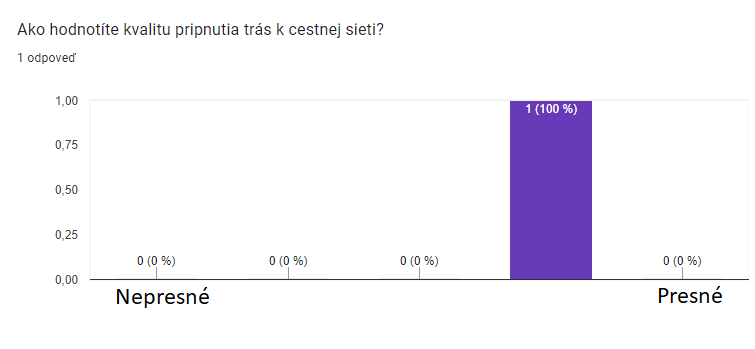 Ako hodnotíte kvalitu pripnutia trás k cestnej sieti?
1 odpoveď
1,00
1 (100 %)
0,75
0,50
0,25
0 (0 %) 0 (0 %) 0 (0 %) 0 (0 %)
0,00
Nepresné Presné